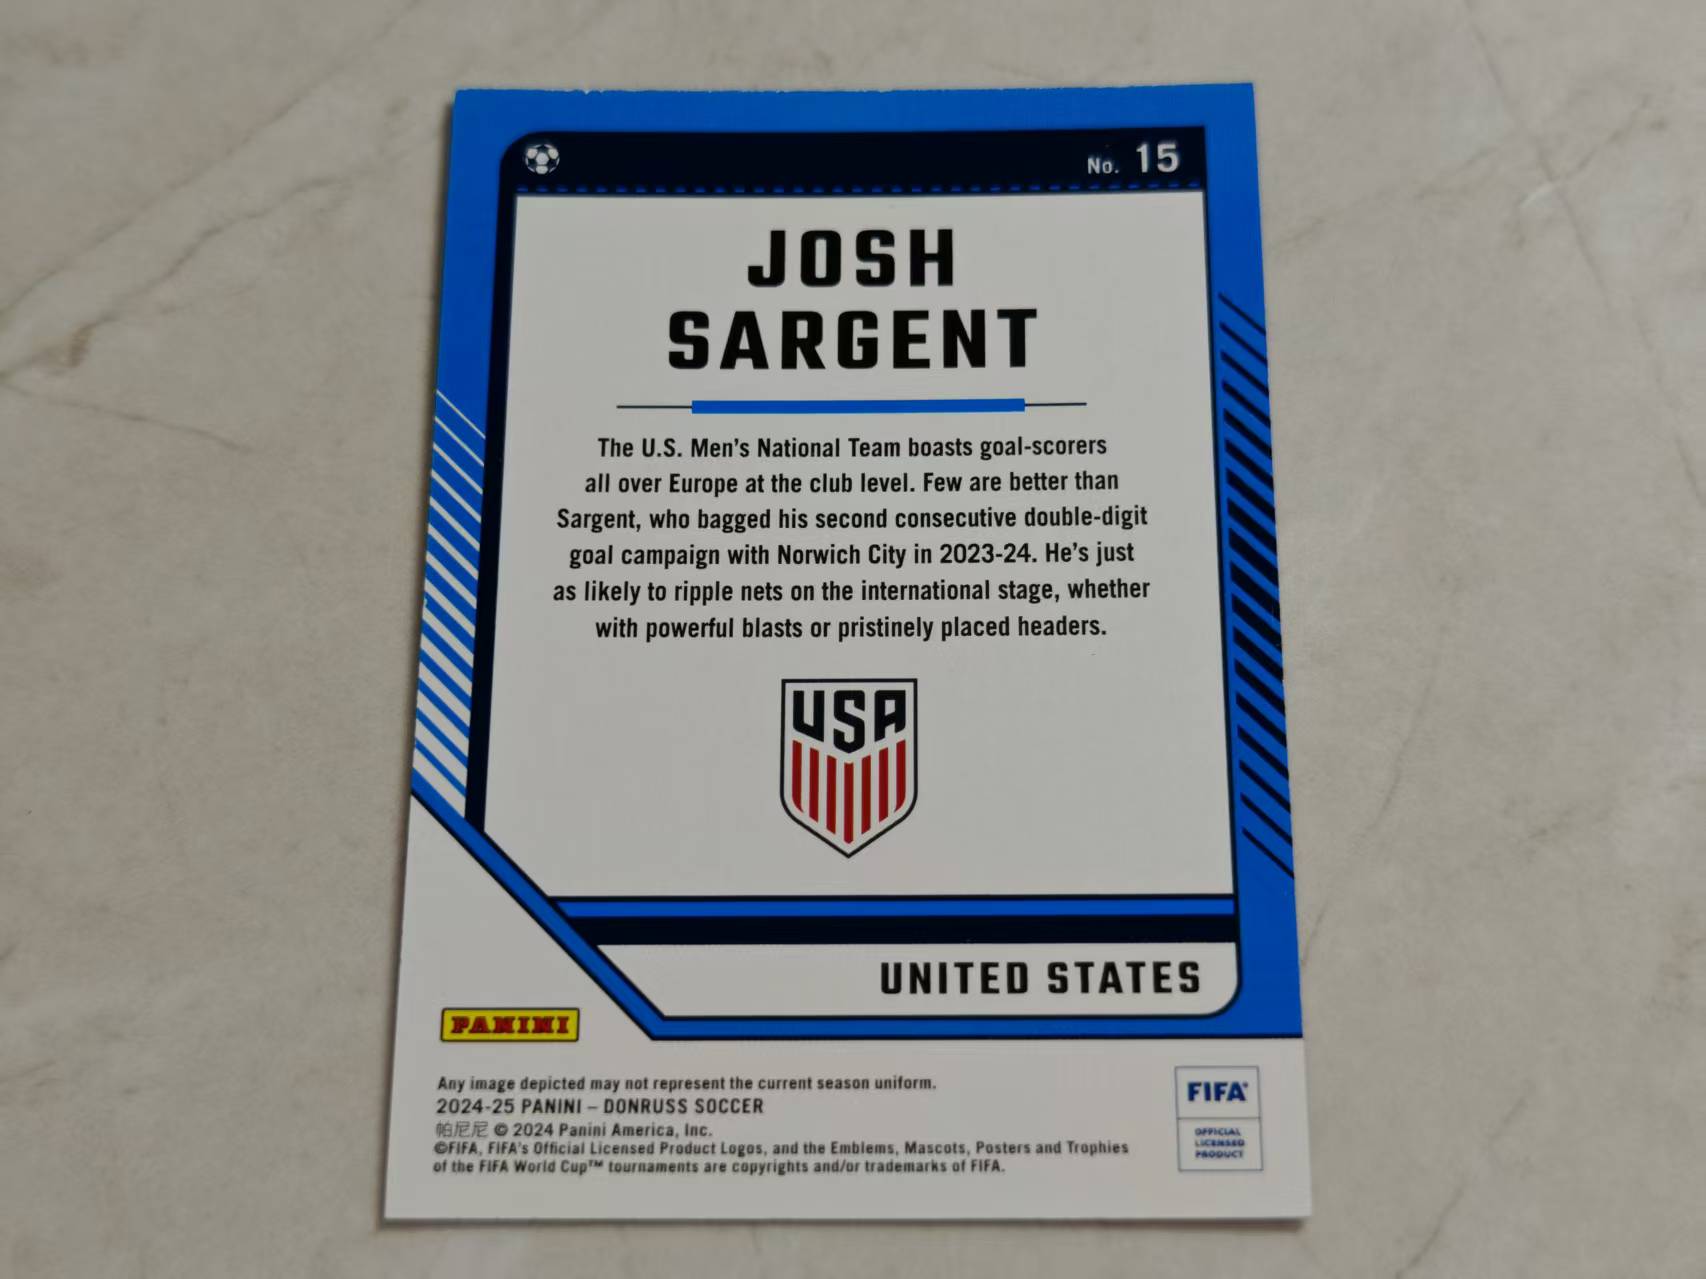 No. 15
JOSH
SARGENT
The U.S. Men's National Team boasts goal-scorers
all over Europe at the club level. Few are better than
Sargent, who bagged his second consecutive double-digit
goal campaign with Norwich City in 2023-24. He's just
as likely to ripple nets on the international stage, whether
with powerful blasts or pristinely placed headers.
USA
UNITED STATES
PANINI
Any image depicted may not represent the current season uniform.
2024-25 PANINI – DONRUSS SOCCER
帕尼尼 © 2024 Panini America, Inc.
©FIFA, FIFA's Official Licensed Product Logos, and the Emblems, Mascots, Posters and Trophies
of the FIFA World Cup™ tournaments are copyrights and/or trademarks of FIFA.
FIFA®
OFFICIAL
LICENSED
PRODUCT